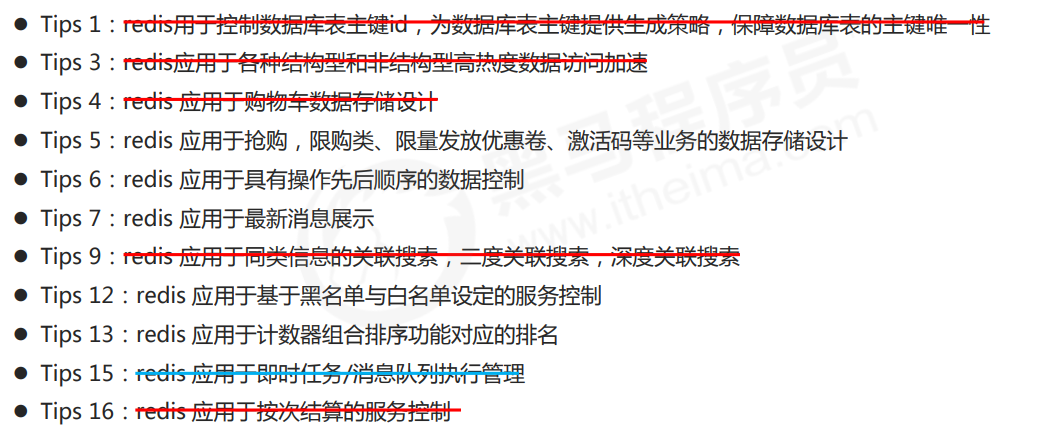 ● Tips 1：redis用于控制数据库表主键id，为数据库表主键提供生成策略，保障数据库表的主键唯一性
● Tips 3：redis应用于各种结构型和非结构型高热度数据访问加速
● Tips 4：redis 应用于购物车数据存储设计
● Tips 5：redis 应用于抢购，限购类、限量发放优惠卷、激活码等业务的数据存储设计
● Tips 6：redis 应用于具有操作先后顺序的数据控制
● Tips 7：redis 应用于最新消息展示
● Tips 9：redis 应用于同类信息的关联搜索，二度关联搜索，深度关联搜索
● Tips 12：redis 应用于基于黑名单与白名单设定的服务控制
● Tips 13：redis 应用于计数器组合排序功能对应的排名
● Tips 15：redis 应用于即时任务/消息队列执行管理
● Tips 16：redis 应用于按次结算的服务控制
黑马程序员
www.itheima.com